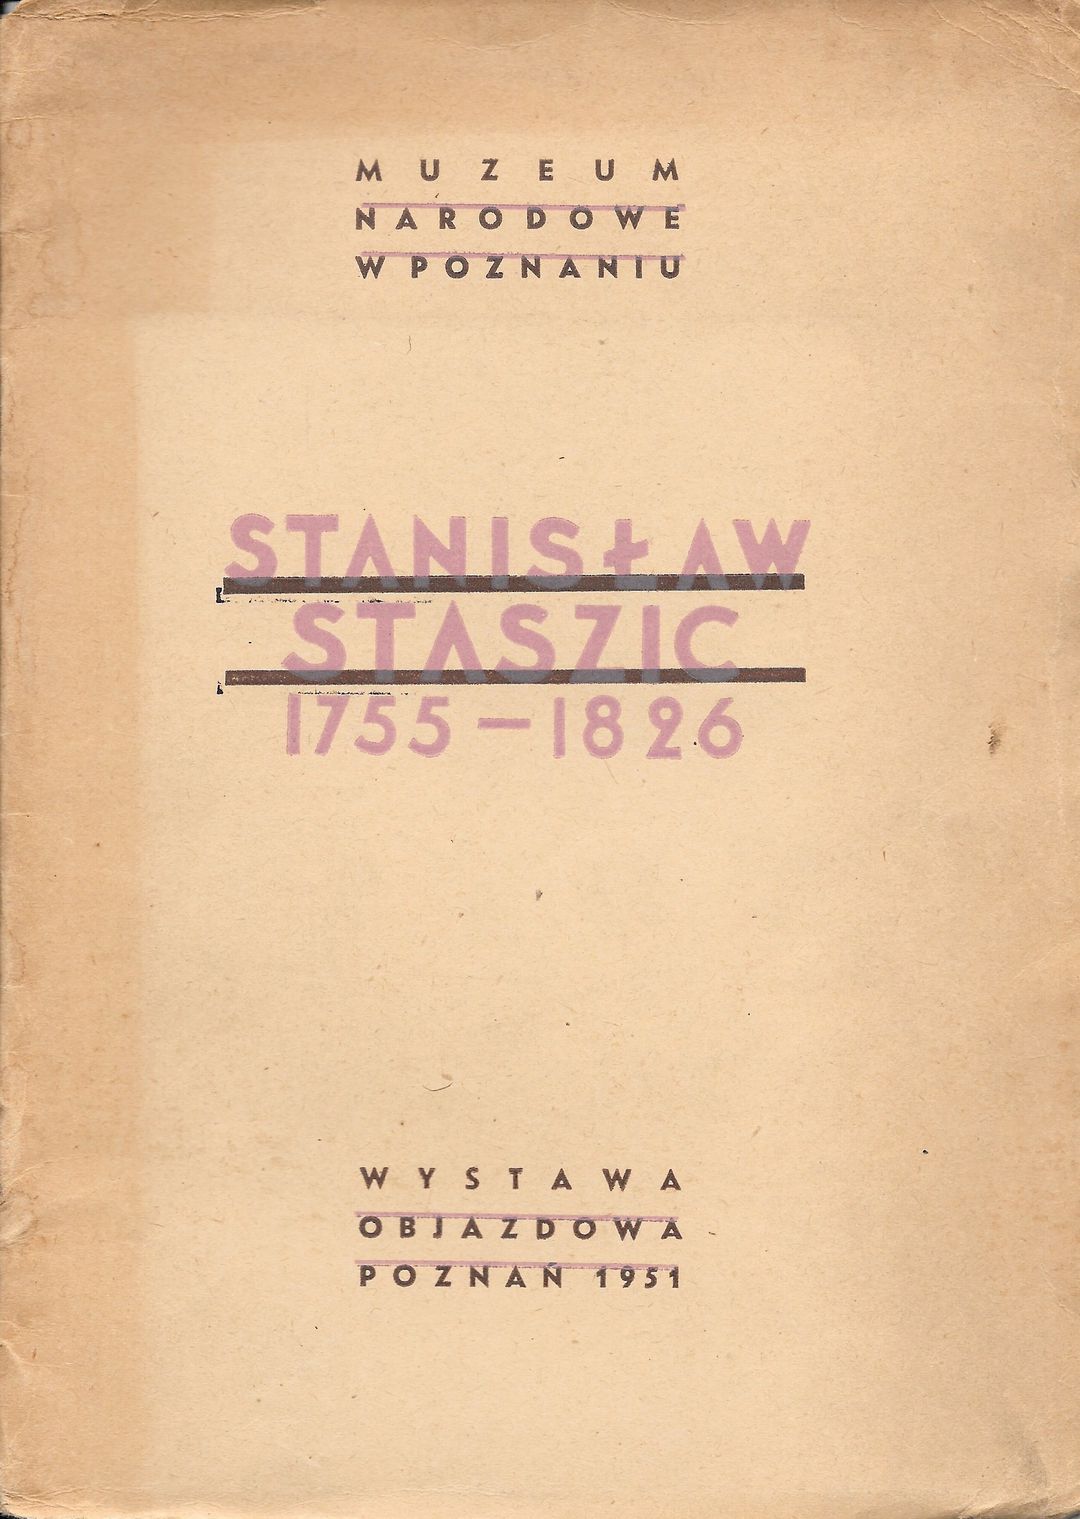 MUZEUM
NARODOWE
W POZNANIU
STANISŁAW
STASZIC
1755 — 1826
WYSTAWA
OBJAZDOWA
POZNAŃ 1951